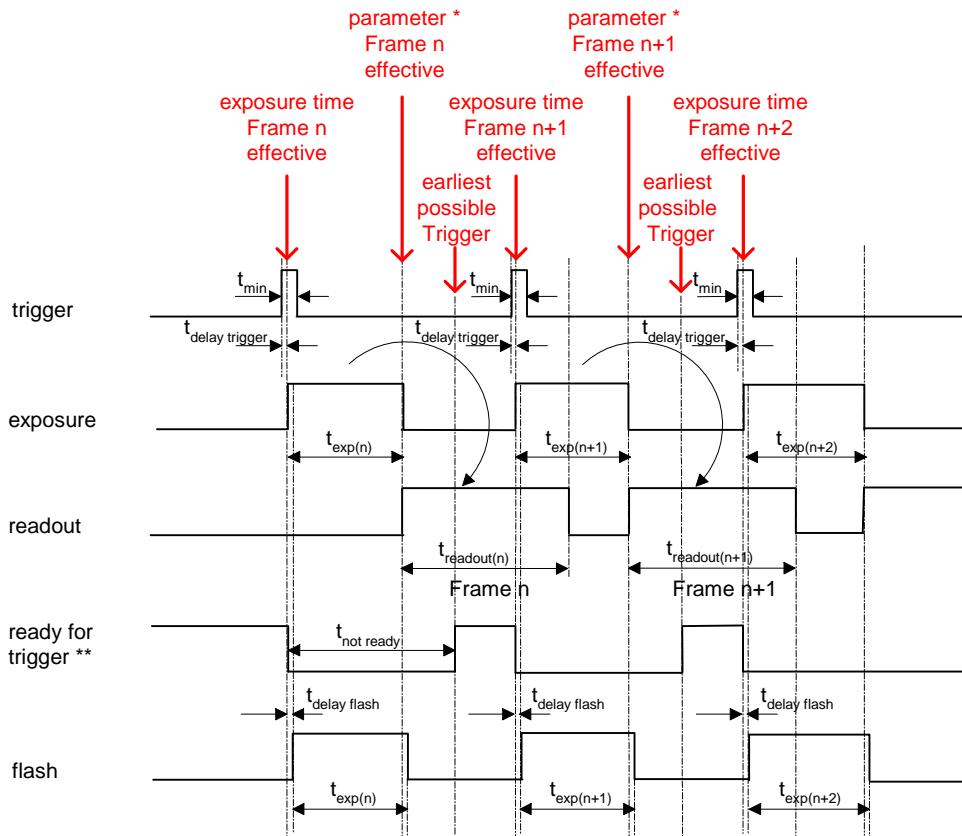 parameter *
Frame n
effective
parameter *
Frame n+1
effective
exposure time
Frame n
effective
exposure time
Frame n+1
effective
exposure time
Frame n+2
effective
earliest
possible
Trigger
earliest
possible
Trigger
trigger
tmin
tmin
tmin
tdelay trigger
tdelay trigger
tdelay trigger
exposure
texp(n)
texp(n+1)
texp(n+2)
readout
treadout(n)
treadout(n+1)
Frame n
Frame n+1
ready for
trigger **
tnot ready
tdelay flash
tdelay flash
tdelay flash
flash
texp(n)
texp(n+1)
texp(n+2)